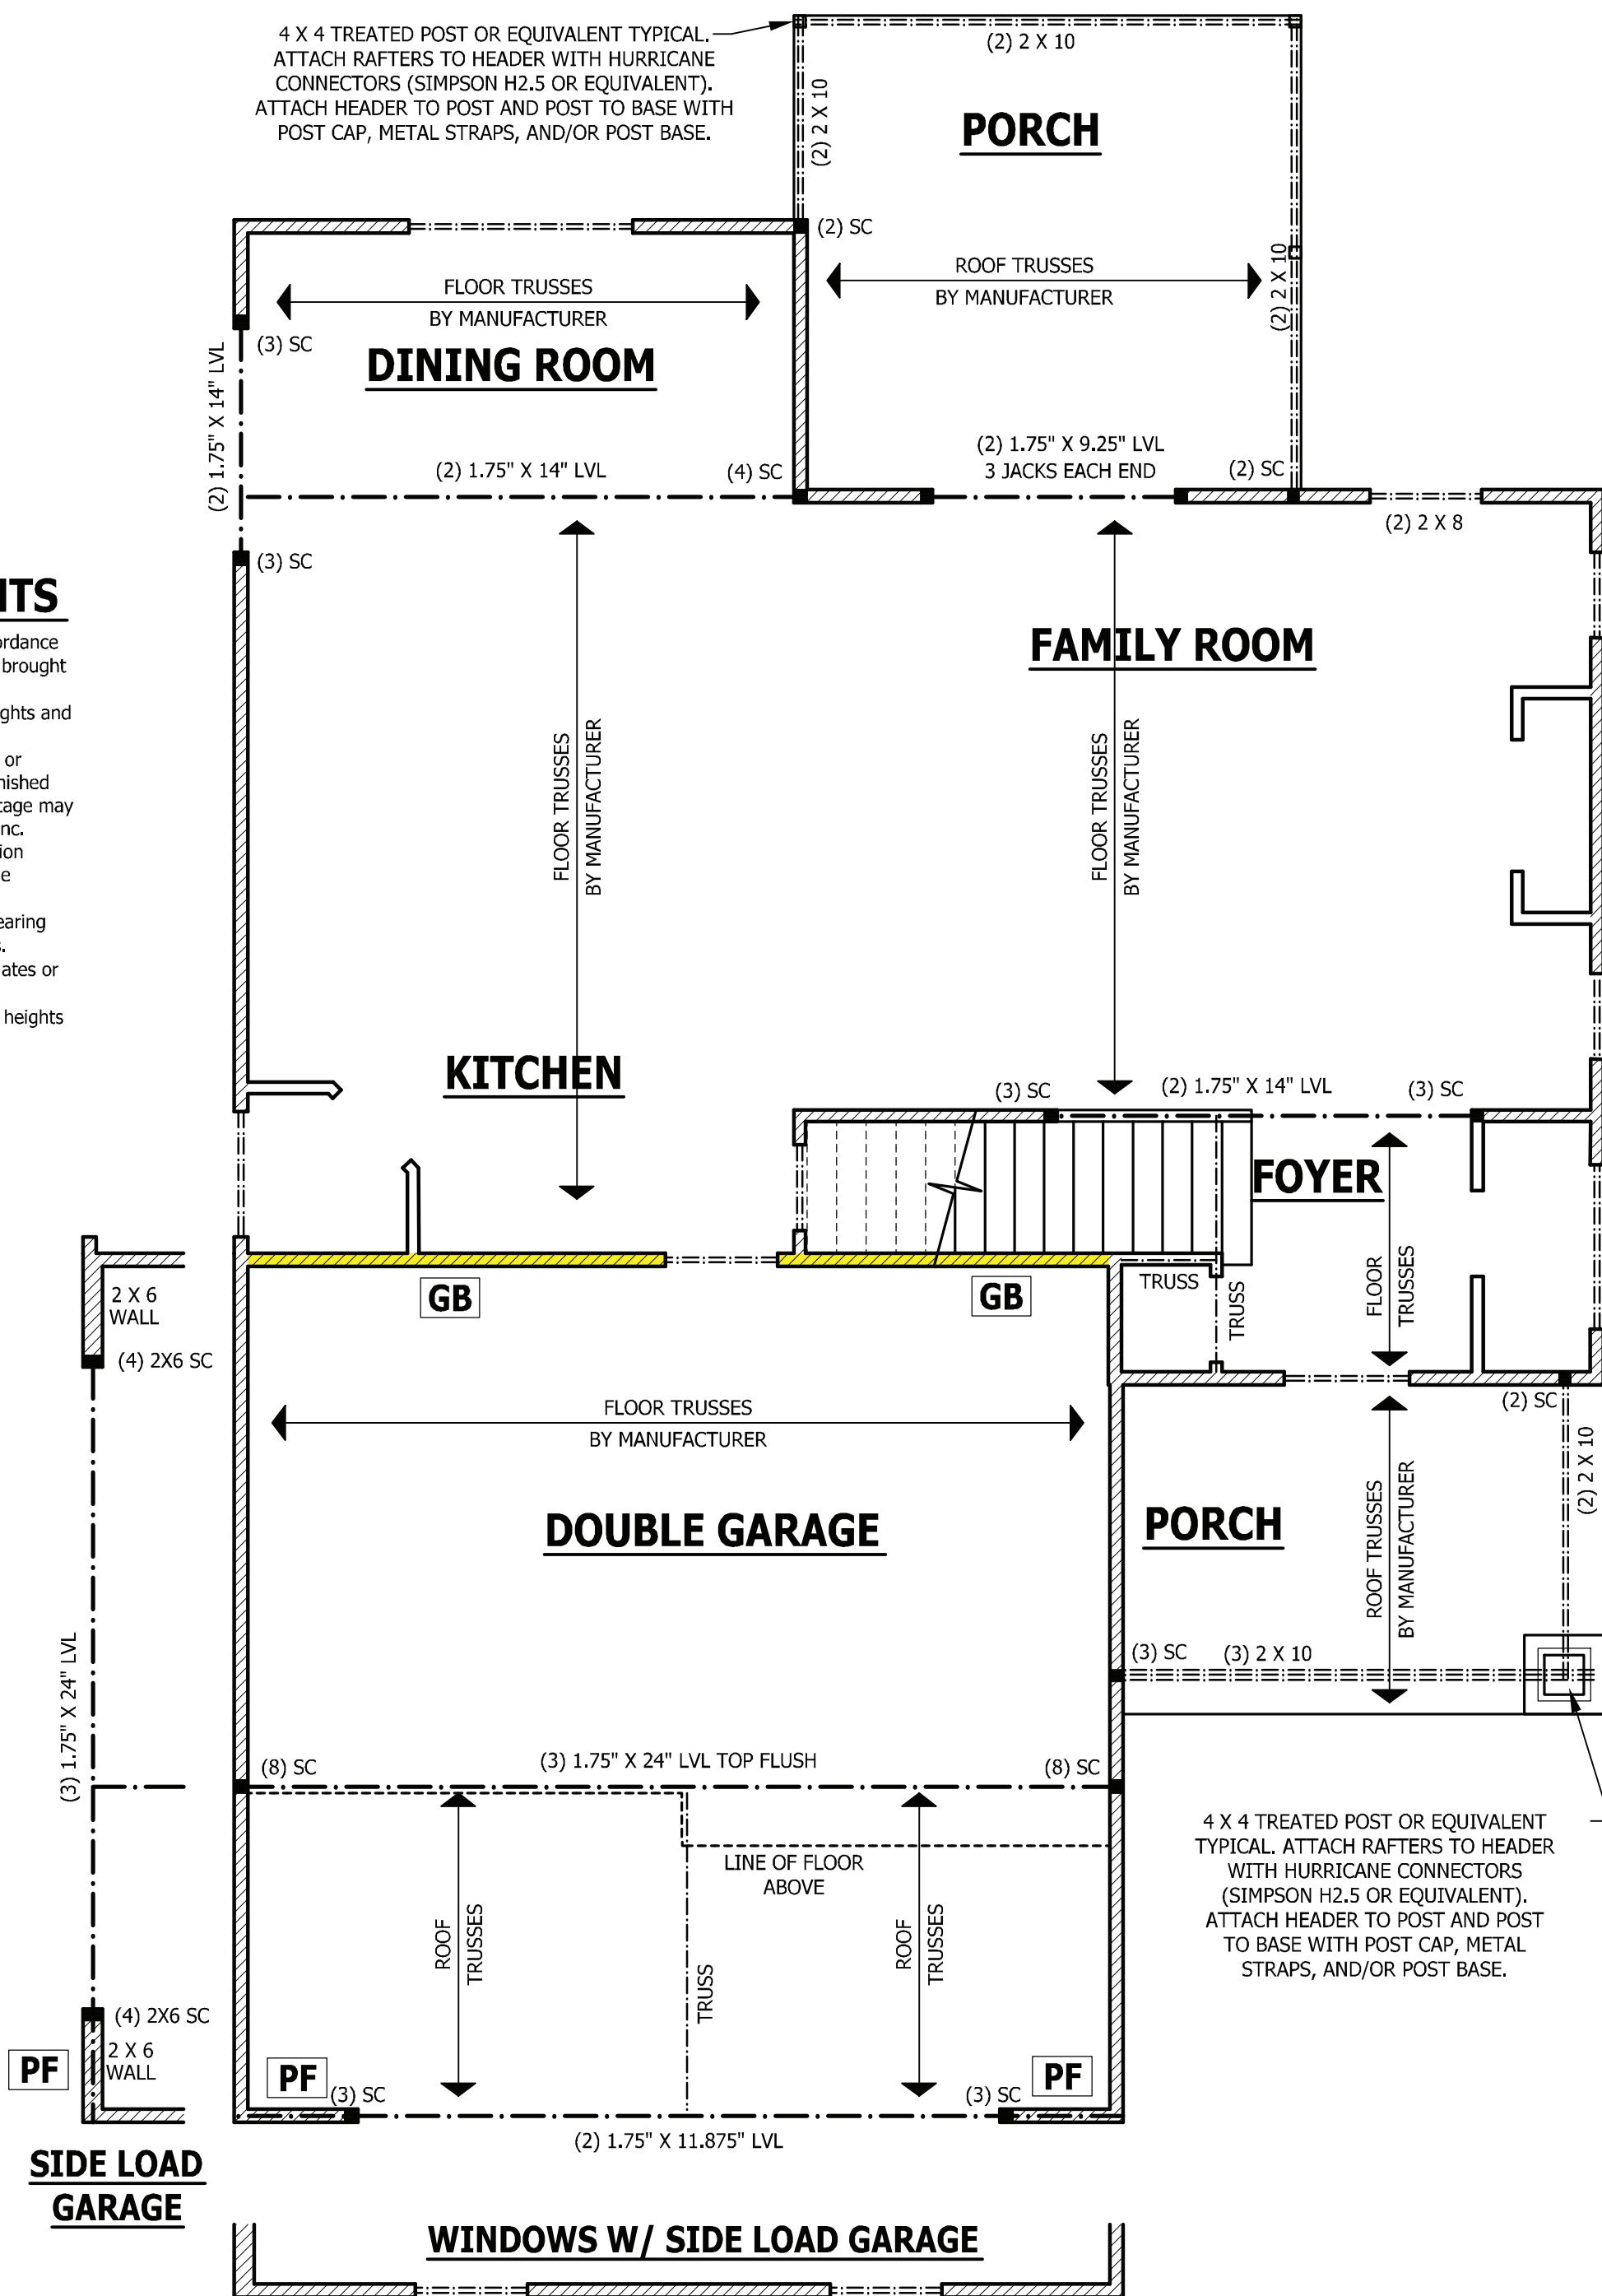 4 X 4 TREATED POST OR EQUIVALENT TYPICAL.
ATTACH RAFTERS TO HEADER WITH HURRICANE
CONNECTORS (SIMPSON H2.5 OR EQUIVALENT).
ATTACH HEADER TO POST AND POST TO BASE WITH
POST CAP, METAL STRAPS, AND/OR POST BASE.
(2) 2 X 10
(2) 2 X 10
PORCH
(2) SC
ROOF TRUSSES
BY MANUFACTURER
(2) 2 X 10
FLOOR TRUSSES
BY MANUFACTURER
(3) SC
DINING ROOM
(2) 1.75" X 14" LVL
(2) 1.75" X 14" LVL
(4) SC
(2) 1.75" X 9.25" LVL
3 JACKS EACH END
(2) SC
(2) 2 X 8
(3) SC
brought
ghts and
or
nished
tage may
nc.
earing
ates or
heights
FAMILY ROOM
FLOOR TRUSSES
BY MANUFACTURER
FLOOR TRUSSES
BY MANUFACTURER
KITCHEN
(3) SC
(2) 1.75" X 14" LVL
(3) SC
FOYER
FLOOR
TRUSSES
TRUSS
TRUSS
GB
GB
2 X 6
WALL
(4) 2X6 SC
FLOOR TRUSSES
BY MANUFACTURER
(2) SC
(2) 2 X 10
DOUBLE GARAGE
PORCH
ROOF TRUSSES
BY MANUFACTURER
(3) SC
(3) 2 X 10
(3) 1.75" X 24" LVL
(8) SC
(3) 1.75" X 24" LVL TOP FLUSH
(8) SC
LINE OF FLOOR
ABOVE
ROOF
TRUSSES
TRUSS
ROOF
TRUSSES
4 X 4 TREATED POST OR EQUIVALENT
TYPICAL. ATTACH RAFTERS TO HEADER
WITH HURRICANE CONNECTORS
(SIMPSON H2.5 OR EQUIVALENT).
ATTACH HEADER TO POST AND POST
TO BASE WITH POST CAP, METAL
STRAPS, AND/OR POST BASE.
(4) 2X6 SC
2 X 6
WALL
PF
PF
(3) SC
(3) SC
PF
(2) 1.75" X 11.875" LVL
SIDE LOAD
GARAGE
WINDOWS W/ SIDE LOAD GARAGE